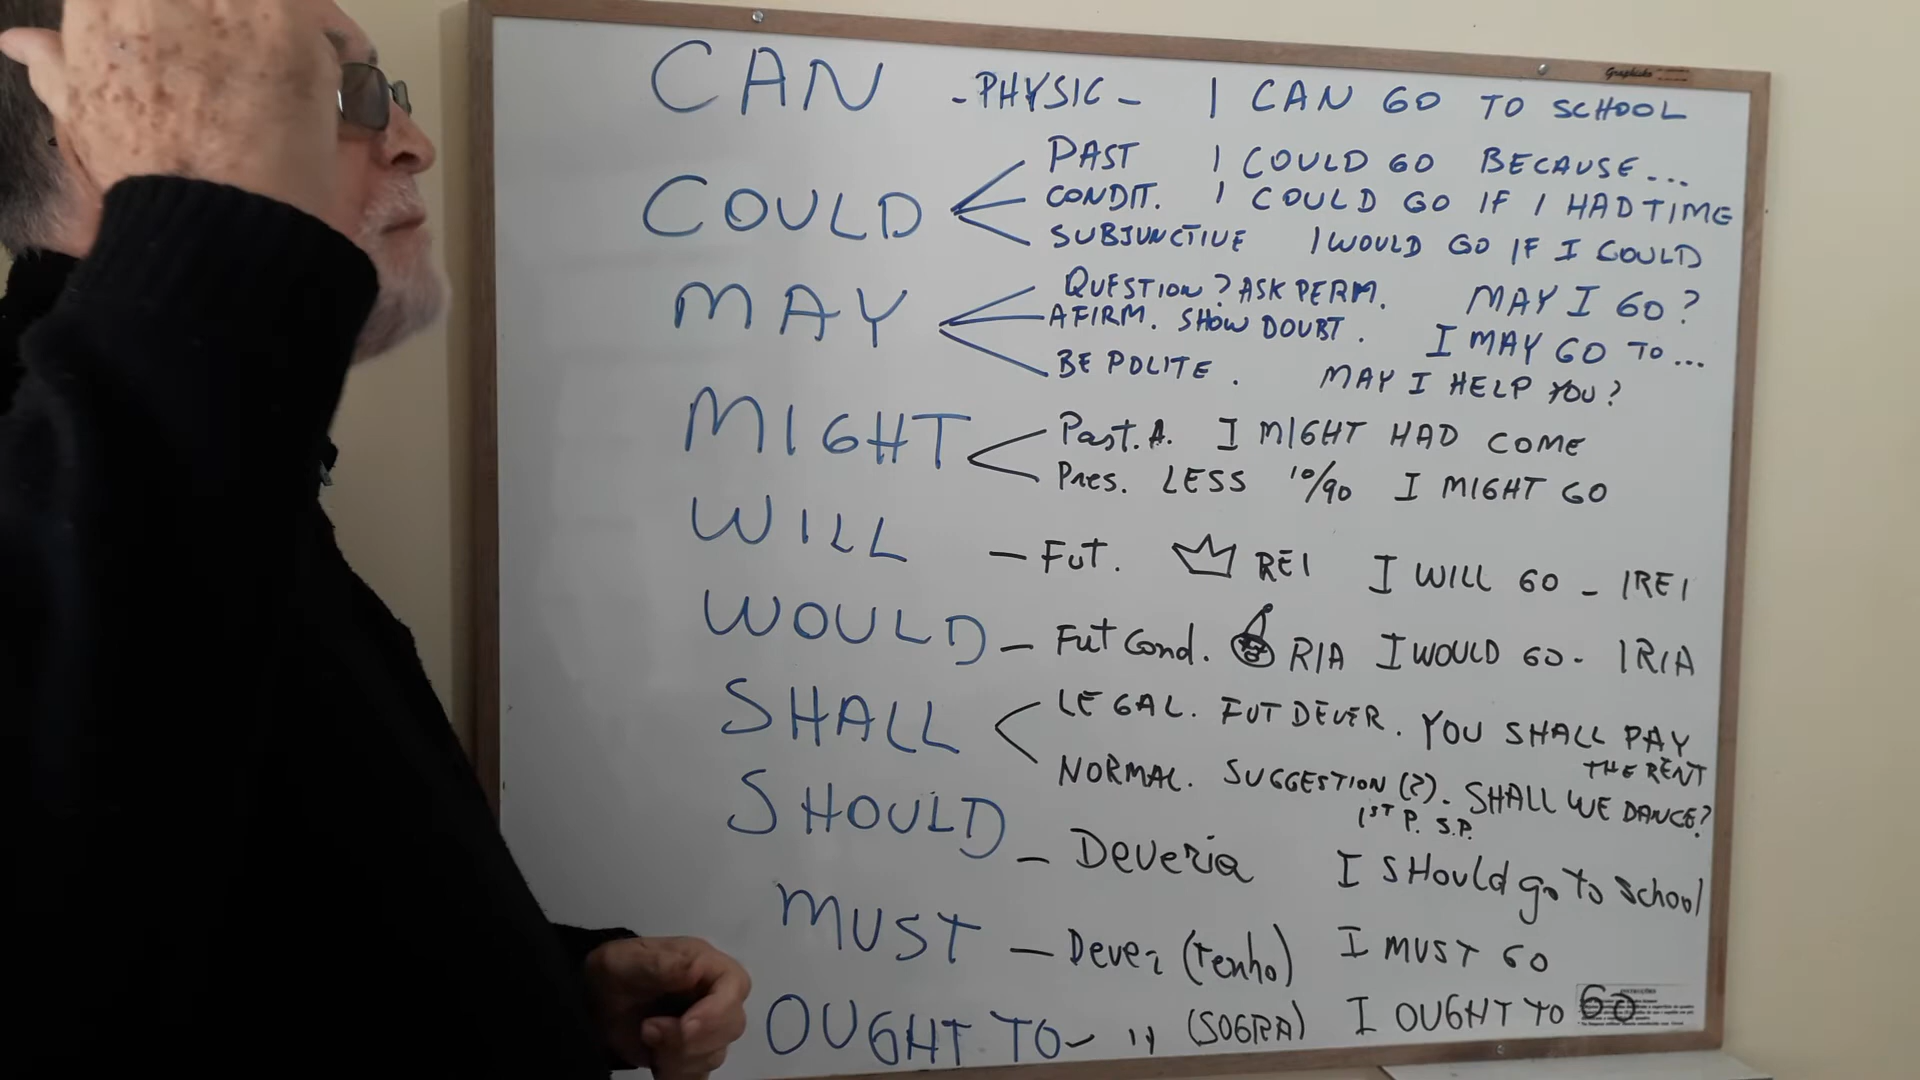 Graphicko
CAN - PHYSIC - I CAN GO TO SCHOOL
COULD
PAST I COULD GO BECAUSE...
CONDIT. I COULD GO IF I HAD TIME
SUBJUNCTIVE I WOULD GO IF I COULD
MAY
QUESTION? ASK PERM. MAY I GO?
AFIRM. SHOW DOUBT. I MAY GO TO...
BE POLITE. MAY I HELP YOU?
MIGHT
Past. A. I MIGHT HAD COME
Pres. LESS 10/90 I MIGHT GO
WILL - FUT. REI I WILL GO - IREI
WOULD - FUT Cond. RIA I WOULD GO - IRIA
SHALL
LEGAL. FUT DEVER. YOU SHALL PAY
THE RENT
NORMAL. SUGGESTION (?). SHALL WE DANCE?
1ST P. S.P.
SHOULD - Deveria I SHould go To School
MUST - Dever (tenho) I MUST GO
OUGHT TO - 11 (SOGRA) I OUGHT TO GO
INSTRUÇÕES